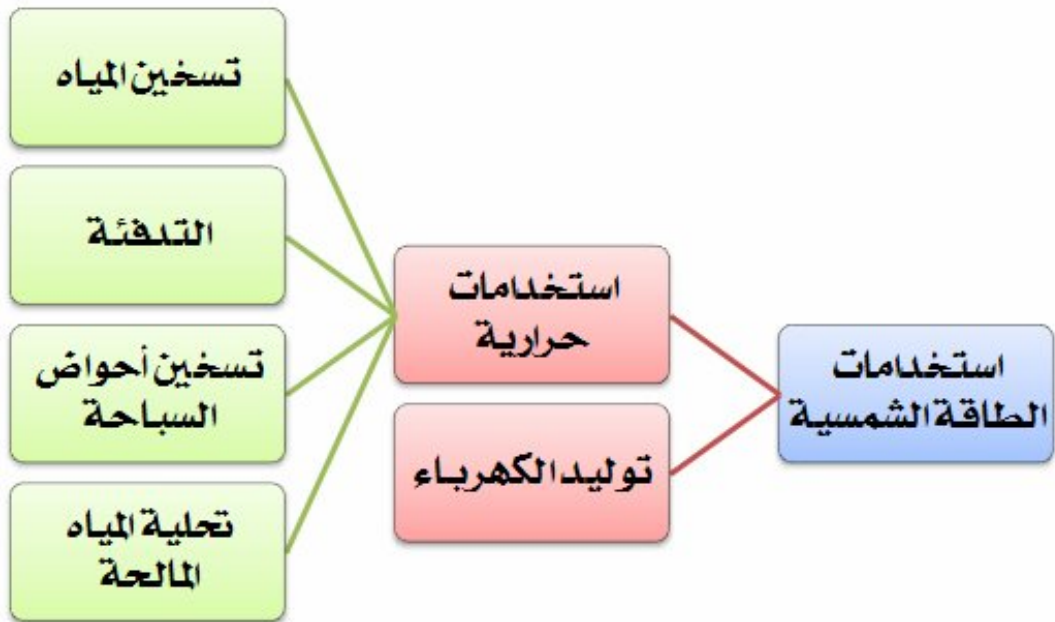 استخدامات
الطاقة الشمسية
استخدامات
حرارية
توليد الكهرباء
تسخين المياه
التدفئة
تسخين أحواض
السباحة
تحلية المياه
المالحة